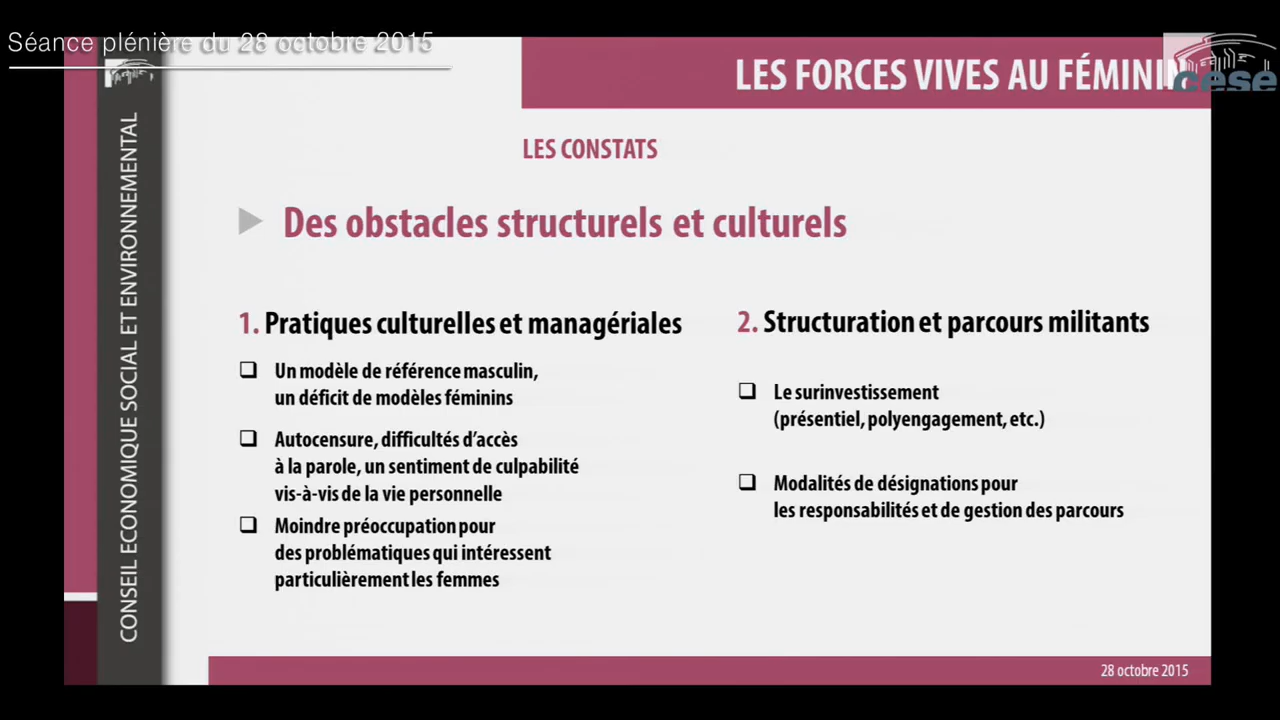 Séance plénière du 28 octobre 2015
LES FORCES VIVES AU FÉMININ
cese
CONSEIL ECONOMIQUE SOCIAL ET ENVIRONNEMENTAL
LES CONSTATS
Des obstacles structurels et culturels
1. Pratiques culturelles et managériales
Un modèle de référence masculin,
un déficit de modèles féminins
Autocensure, difficultés d'accès
à la parole, un sentiment de culpabilité
vis-à-vis de la vie personnelle
Moindre préoccupation pour
des problématiques qui intéressent
particulièrement les femmes
2. Structuration et parcours militants
Le surinvestissement
(présentiel, polyengagement, etc.)
Modalités de désignations pour
les responsabilités et de gestion des parcours
28 octobre 2015